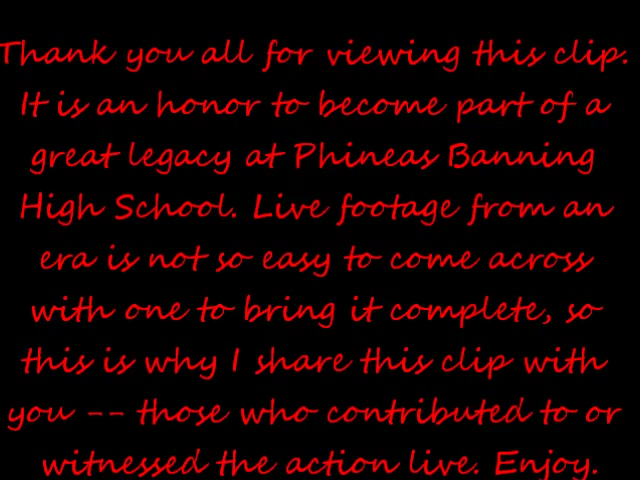 Thank you all for viewing this clip.
It is an honor to become part of a
great legacy at Phineas Banning
High School. Live footage from an
era is not so easy to come across
with one to bring it complete, so
this is why I share this clip with
you -- those who contributed to or
witnessed the action live. Enjoy.